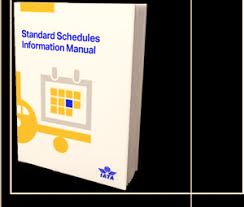 Standard Schedules
Information Manual
IATA